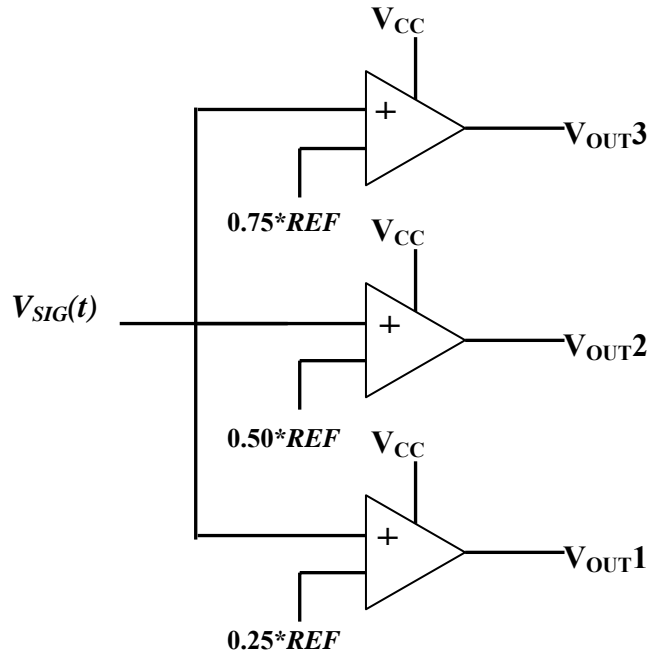 V_CC
+
V_OUT3
0.75*REF
V_CC
V_SIG(t)
+
V_OUT2
0.50*REF
V_CC
+
V_OUT1
0.25*REF